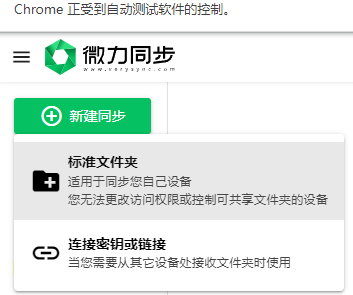 Chrome 正受到自动测试软件的控制。
微力同步
www.verysync.com
新建同步
标准文件夹
适用于同步您自己设备
您无法更改访问权限或控制可共享文件夹的设备
连接密钥或链接
当您需要从其它设备处接收文件夹时使用